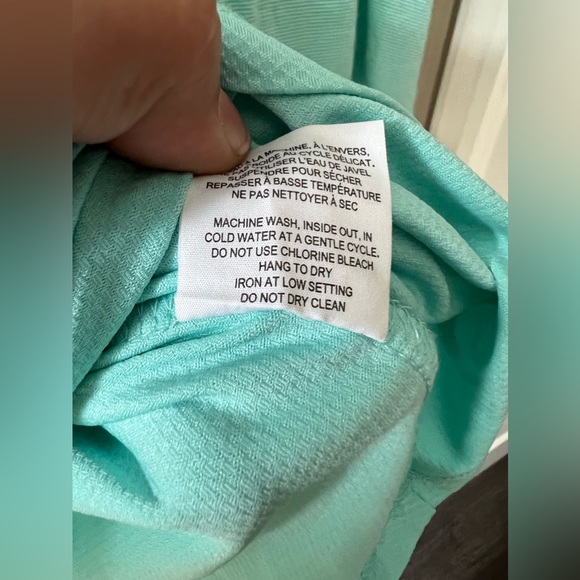 À LA MACHINE, À L'ENVERS,
FROIDE AU CYCLE DÉLICAT.
UTILISER L'EAU DE JAVEL
SUSPENDRE POUR SÉCHER
REPASSER À BASSE TEMPÉRATURE
NE PAS NETTOYER À SEC
MACHINE WASH, INSIDE OUT, IN
COLD WATER AT A GENTLE CYCLE.
DO NOT USE CHLORINE BLEACH
HANG TO DRY
IRON AT LOW SETTING
DO NOT DRY CLEAN